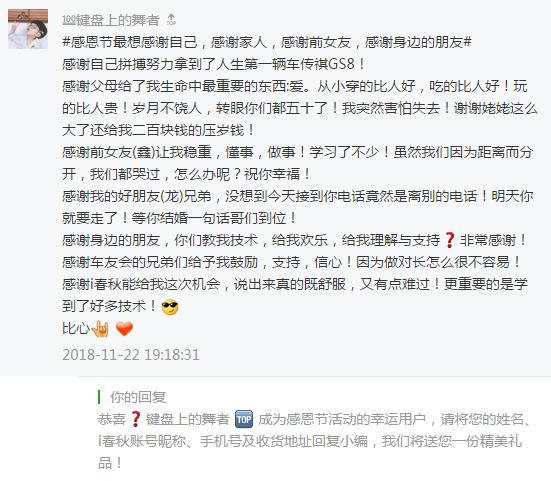 💯键盘上的舞者 🔝
#感恩节最想感谢自己，感谢家人，感谢前女友，感谢身边的朋友#
感谢自己拼搏努力拿到了人生第一辆车传祺GS8！
感谢父母给了我生命中最重要的东西:爱。从小穿的比人好，吃的比人好！玩
的比人贵！岁月不饶人，转眼你们都五十了！我突然害怕失去！谢谢姥姥这么
大了还给我二百块钱的压岁钱！
感谢前女友(鑫)让我稳重，懂事，做事！学习了不少！虽然我们因为距离而分
开，我们都哭过，怎么办呢？祝你幸福！
感谢我的好朋友(龙)兄弟，没想到今天接到你电话竟然是离别的电话！明天你
就要走了！等你结婚一句话哥们到位！
感谢身边的朋友，你们教我技术，给我欢乐，给我理解与支持❓非常感谢！
感谢车友会的兄弟们给予我鼓励，支持，信心！因为做对长怎么很不容易！
感谢i春秋能给我这次机会，说出来真的既舒服，又有点难过！更重要的是学
到了好多技术！😎
比心🤟 ❤
2018-11-22 19:18:31
你的回复
恭喜❓键盘上的舞者 🔝 成为感恩节活动的幸运用户，请将您的姓名、
i春秋账号昵称、手机号及收货地址回复小编，我们将送您一份精美礼
品！